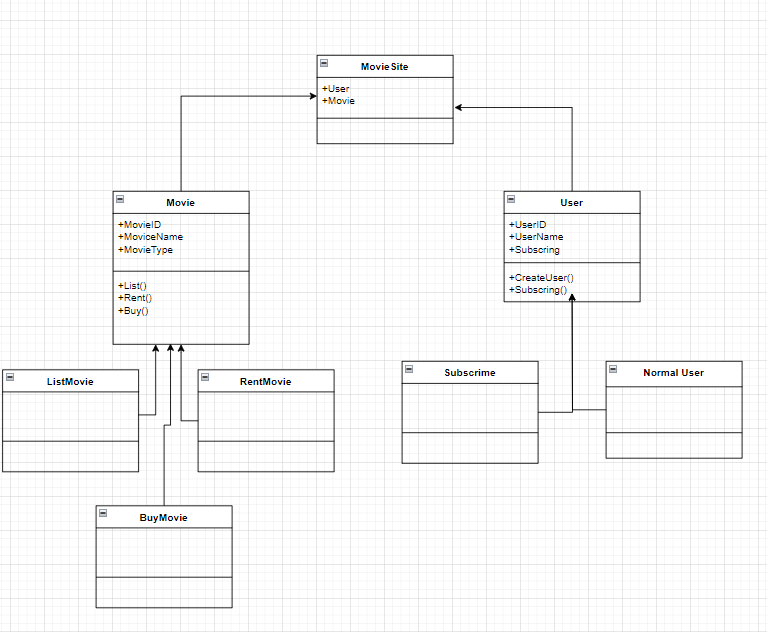 MovieSite
+User
+Movie
Movie
+MovieID
+MoviceName
+MovieType
+List()
+Rent()
+Buy()
User
+UserID
+UserName
+Subscring
+CreateUser()
+Subscring()
ListMovie
RentMovie
Subscrime
Normal User
BuyMovie